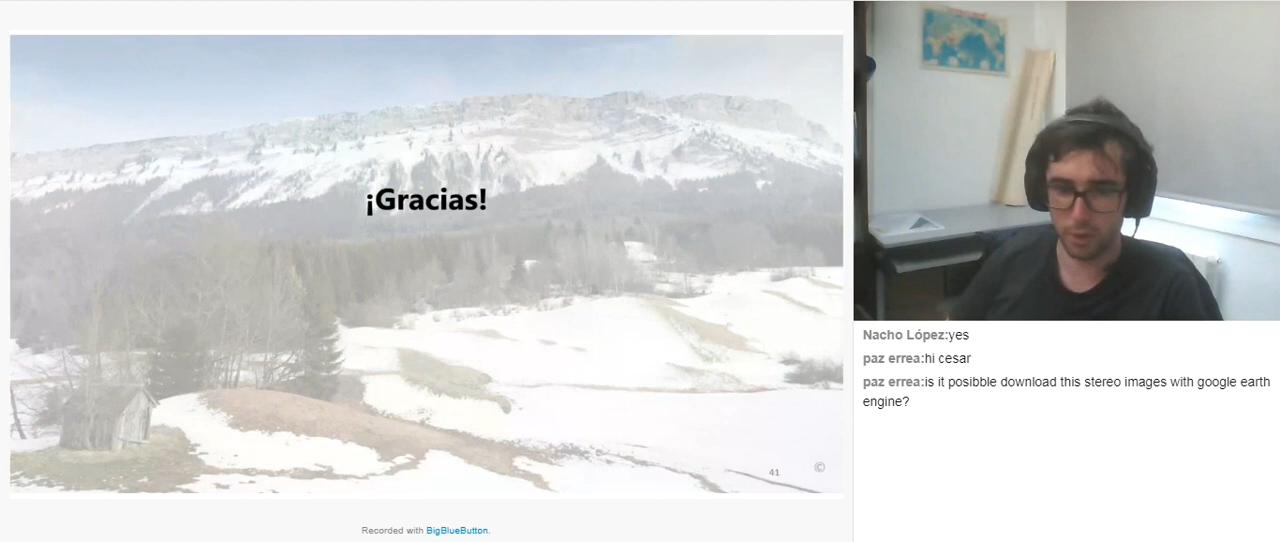 ¡Gracias!
41
©
Recorded with BigBlueButton.
Nacho López:yes
paz errea:hi cesar
paz errea:is it posibble download this stereo images with google earth
engine?